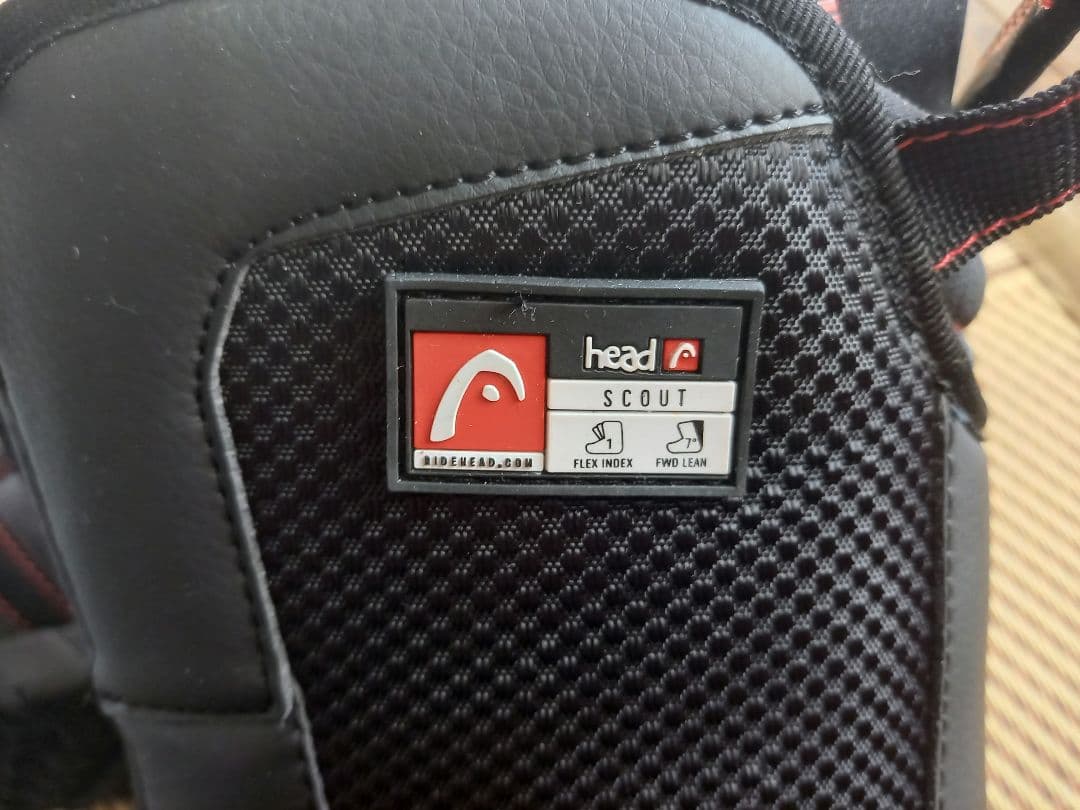 head
SCOUT
1
7°
FLEX INDEX
FWD LEAN
RIDEHEAD.COM